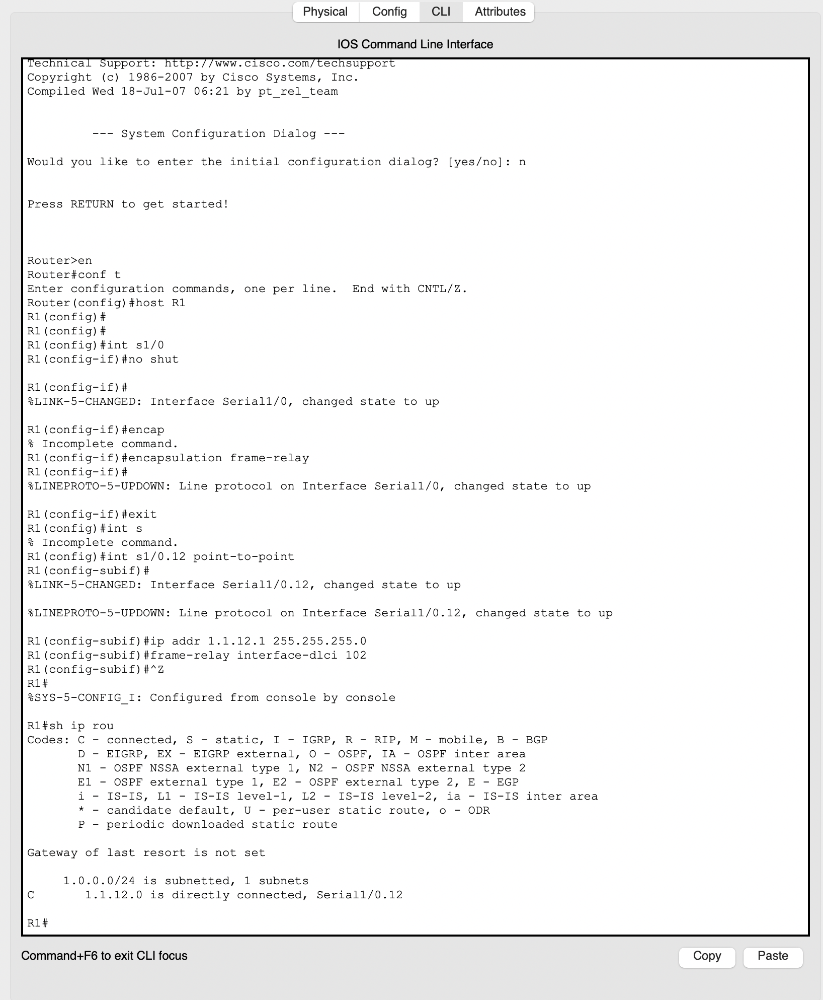 Physical
Config
CLI
Attributes
IOS Command Line Interface
Technical Support: http://www.cisco.com/techsupport
Copyright (c) 1986-2007 by Cisco Systems, Inc.
Compiled Wed 18-Jul-07 06:21 by pt_rel_team
--- System Configuration Dialog ---
Would you like to enter the initial configuration dialog? [yes/no]: n
Press RETURN to get started!
Router>en
Router#conf t
Enter configuration commands, one per line.  End with CNTL/Z.
Router(config)#host R1
R1(config)#
R1(config)#
R1(config)#int s1/0
R1(config-if)#no shut
R1(config-if)#
%LINK-5-CHANGED: Interface Serial1/0, changed state to up
R1(config-if)#encap
% Incomplete command.
R1(config-if)#encapsulation frame-relay
R1(config-if)#
%LINEPROTO-5-UPDOWN: Line protocol on Interface Serial1/0, changed state to up
R1(config-if)#exit
R1(config)#int s
% Incomplete command.
R1(config)#int s1/0.12 point-to-point
R1(config-subif)#
%LINK-5-CHANGED: Interface Serial1/0.12, changed state to up
%LINEPROTO-5-UPDOWN: Line protocol on Interface Serial1/0.12, changed state to up
R1(config-subif)#ip addr 1.1.12.1 255.255.255.0
R1(config-subif)#frame-relay interface-dlci 102
R1(config-subif)#^Z
R1#
%SYS-5-CONFIG_I: Configured from console by console
R1#sh ip rou
Codes: C - connected, S - static, I - IGRP, R - RIP, M - mobile, B - BGP
D - EIGRP, EX - EIGRP external, O - OSPF, IA - OSPF inter area
N1 - OSPF NSSA external type 1, N2 - OSPF NSSA external type 2
E1 - OSPF external type 1, E2 - OSPF external type 2, E - EGP
i - IS-IS, L1 - IS-IS level-1, L2 - IS-IS level-2, ia - IS-IS inter area
* - candidate default, U - per-user static route, o - ODR
P - periodic downloaded static route
Gateway of last resort is not set
1.0.0.0/24 is subnetted, 1 subnets
C       1.1.12.0 is directly connected, Serial1/0.12
R1#
Command+F6 to exit CLI focus
Copy
Paste